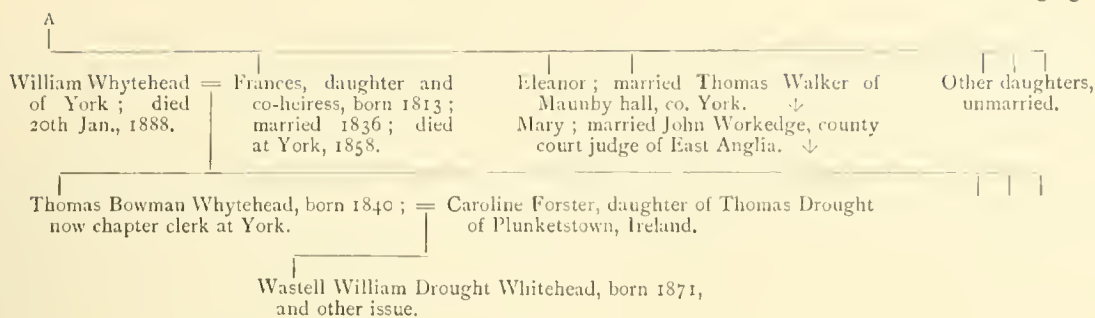 A
William Whytehead = Frances, daughter and
of York ; died co-heiress, born 1813 ;
20th Jan., 1888. married 1836 ; died
at York, 1858.
Eleanor ; married Thomas Walker of
Maunby hall, co. York. ↓
Mary ; married John Workedge, county
court judge of East Anglia. ↓
Other daughters,
unmarried.
Thomas Bowman Whytehead, born 1840 ; = Caroline Forster, daughter of Thomas Drought
now chapter clerk at York. of Plunketstown, Ireland.
Wastell William Drought Whitehead, born 1871,
and other issue.